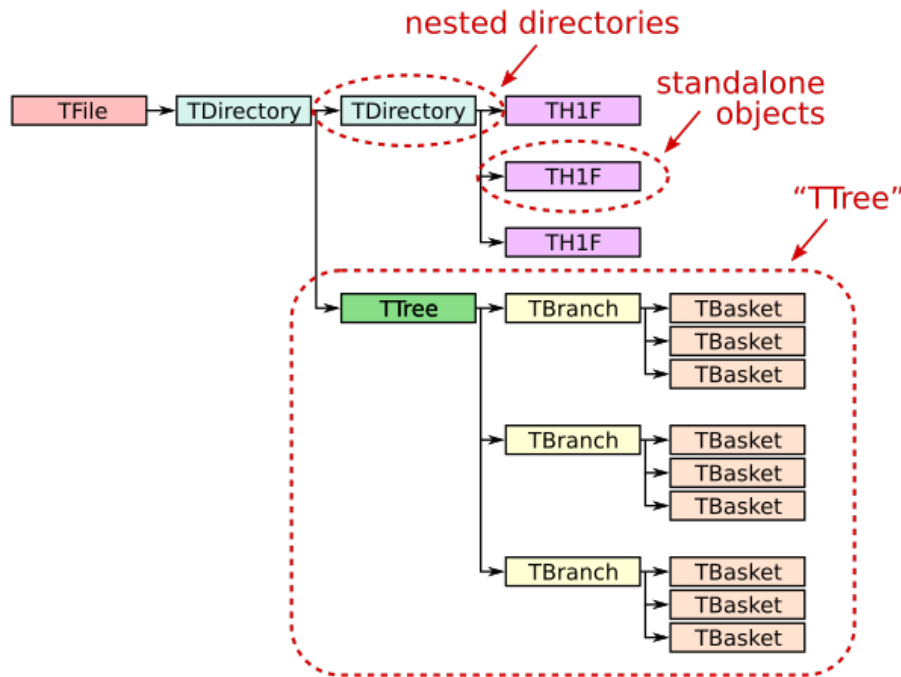 nested directories
standalone
objects
TFile
TDirectory
TDirectory
TH1F
TH1F
TH1F
“TTree”
TTree
TBranch
TBasket
TBasket
TBasket
TBranch
TBasket
TBasket
TBasket
TBranch
TBasket
TBasket
TBasket